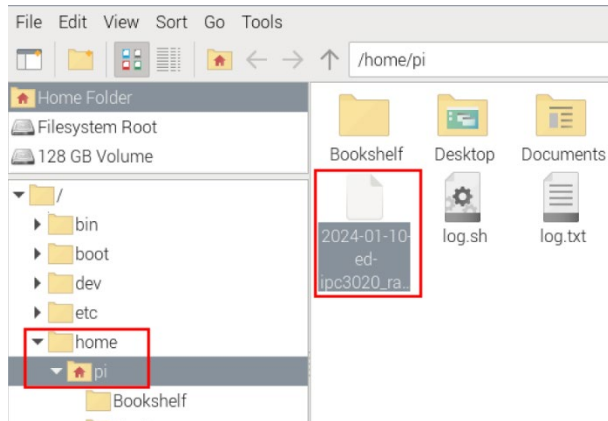 File Edit View Sort Go Tools
/home/pi
Home Folder
Filesystem Root
128 GB Volume
/
bin
boot
dev
etc
home
pi
Bookshelf
Bookshelf Desktop Documents
2024-01-10-
ed-
ipc3020_ra...
log.sh log.txt